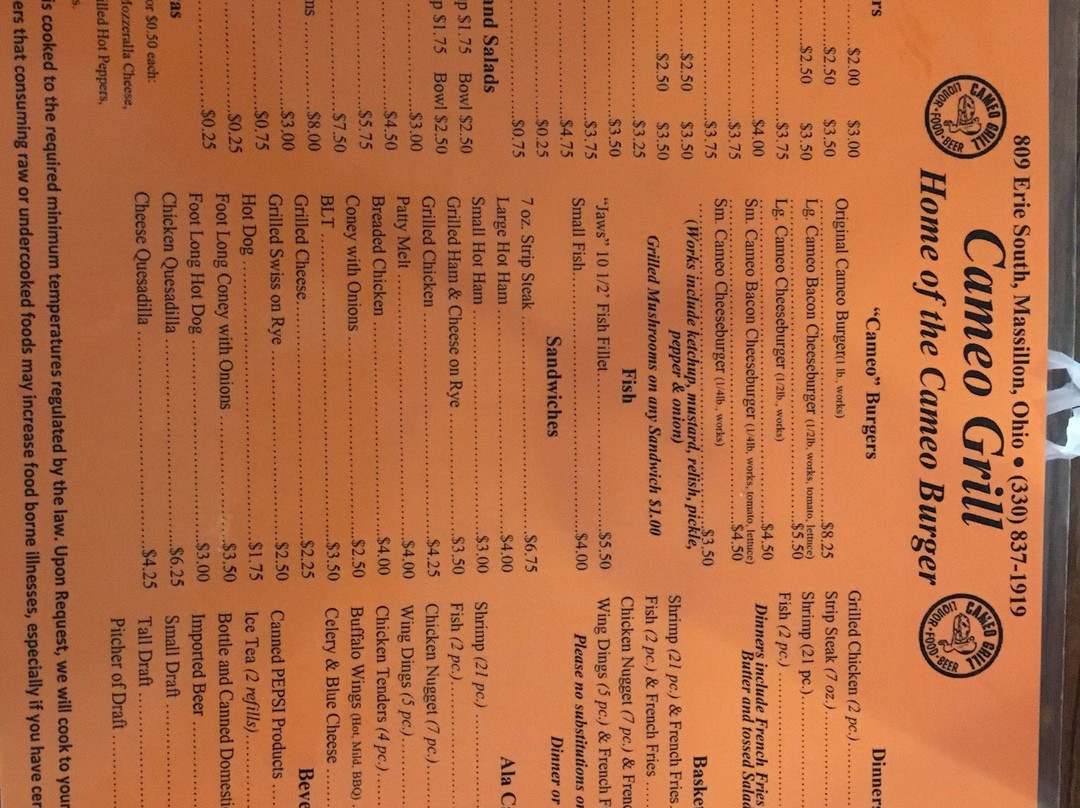 809 Erie South, Massillon, Ohio • (330) 837-1919
Cameo Grill
Home of the Cameo Burger
CAMEO GRILL
LIQUOR • FOOD • BEER
CAMEO GRILL
LIQUOR • FOOD • BEER
rs
$2.00 $3.00
$2.50 $3.50
$2.50 $3.50
$3.75
$4.00
$3.75
$3.75
$2.50 $3.50
$2.50 $3.50
$3.25
$3.50
$3.75
$4.75
$0.25
$0.75
and Salads
p $1.75 Bowl $2.50
p $1.75 Bowl $2.50
$3.00
$4.50
$5.75
$7.50
ms
$8.00
$3.00
$0.75
$0.25
$0.25
as
or $0.50 each:
Mozzeralla Cheese,
illed Hot Peppers,
s.
"Cameo" Burgers
Original Cameo Burger(1 lb., works)
$8.25
Lg. Cameo Bacon Cheeseburger (1/2lb, works, tomato, lettuce)
$5.50
Lg. Cameo Cheeseburger (1/2lb., works)
$4.50
Sm. Cameo Bacon Cheeseburger (1/4lb, works, tomato, lettuce)
$4.50
Sm. Cameo Cheeseburger (1/4lb., works)
$3.50
(Works include ketchup, mustard, relish, pickle,
pepper & onion)
Grilled Mushrooms on any Sandwich $1.00
Fish
"Jaws" 10 1/2' Fish Fillet $5.50
Small Fish $4.00
Sandwiches
7 oz. Strip Steak $6.75
Large Hot Ham $4.00
Small Hot Ham $3.00
Grilled Ham & Cheese on Rye $3.50
Grilled Chicken $4.25
Patty Melt $4.00
Breaded Chicken $4.00
Coney with Onions $2.50
BLT $3.50
Grilled Cheese $2.25
Grilled Swiss on Rye $2.50
Hot Dog $1.75
Foot Long Coney with Onions $3.50
Foot Long Hot Dog $3.00
Chicken Quesadilla $6.25
Cheese Quesadilla $4.25
Dinner
Grilled Chicken (2 pc.)
Strip Steak (7 oz.)
Shrimp (21 pc.)
Fish (2 pc.)
Dinners include French Fries
Butter and tossed Salad
Baske
Shrimp (21 pc.) & French Fries
Fish (2 pc.) & French Fries
Chicken Nugget (7 pc.) & Frenc
Wing Dings (5 pc.) & French F
Please no substitutions o
Dinner or
Ala C
Shrimp (21 pc.)
Fish (2 pc.)
Chicken Nugget (7 pc.)
Wing Dings (5 pc.)
Chicken Tenders (4 pc.)
Buffalo Wings (Hot, Mild, BBQ)
Celery & Blue Cheese
Beve
Canned PEPSI Products
Ice Tea (2 refills)
Bottle and Canned Domesti
Imported Beer
Small Draft
Tall Draft
Pitcher of Draft
is cooked to the required minimum temperatures regulated by the law. Upon Request, we will cook to your
ers that consuming raw or undercooked foods may increase food borne illnesses, especially if you have cer